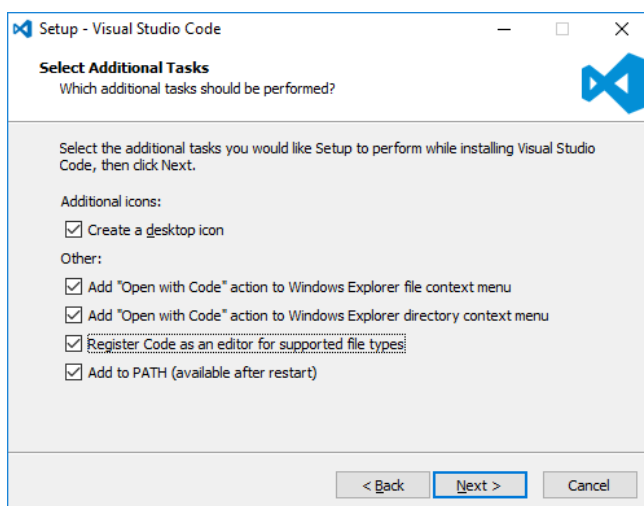 Setup - Visual Studio Code
Select Additional Tasks
Which additional tasks should be performed?
Select the additional tasks you would like Setup to perform while installing Visual Studio
Code, then click Next.
Additional icons:
Create a desktop icon
Other:
Add "Open with Code" action to Windows Explorer file context menu
Add "Open with Code" action to Windows Explorer directory context menu
Register Code as an editor for supported file types
Add to PATH (available after restart)
< Back Next > Cancel